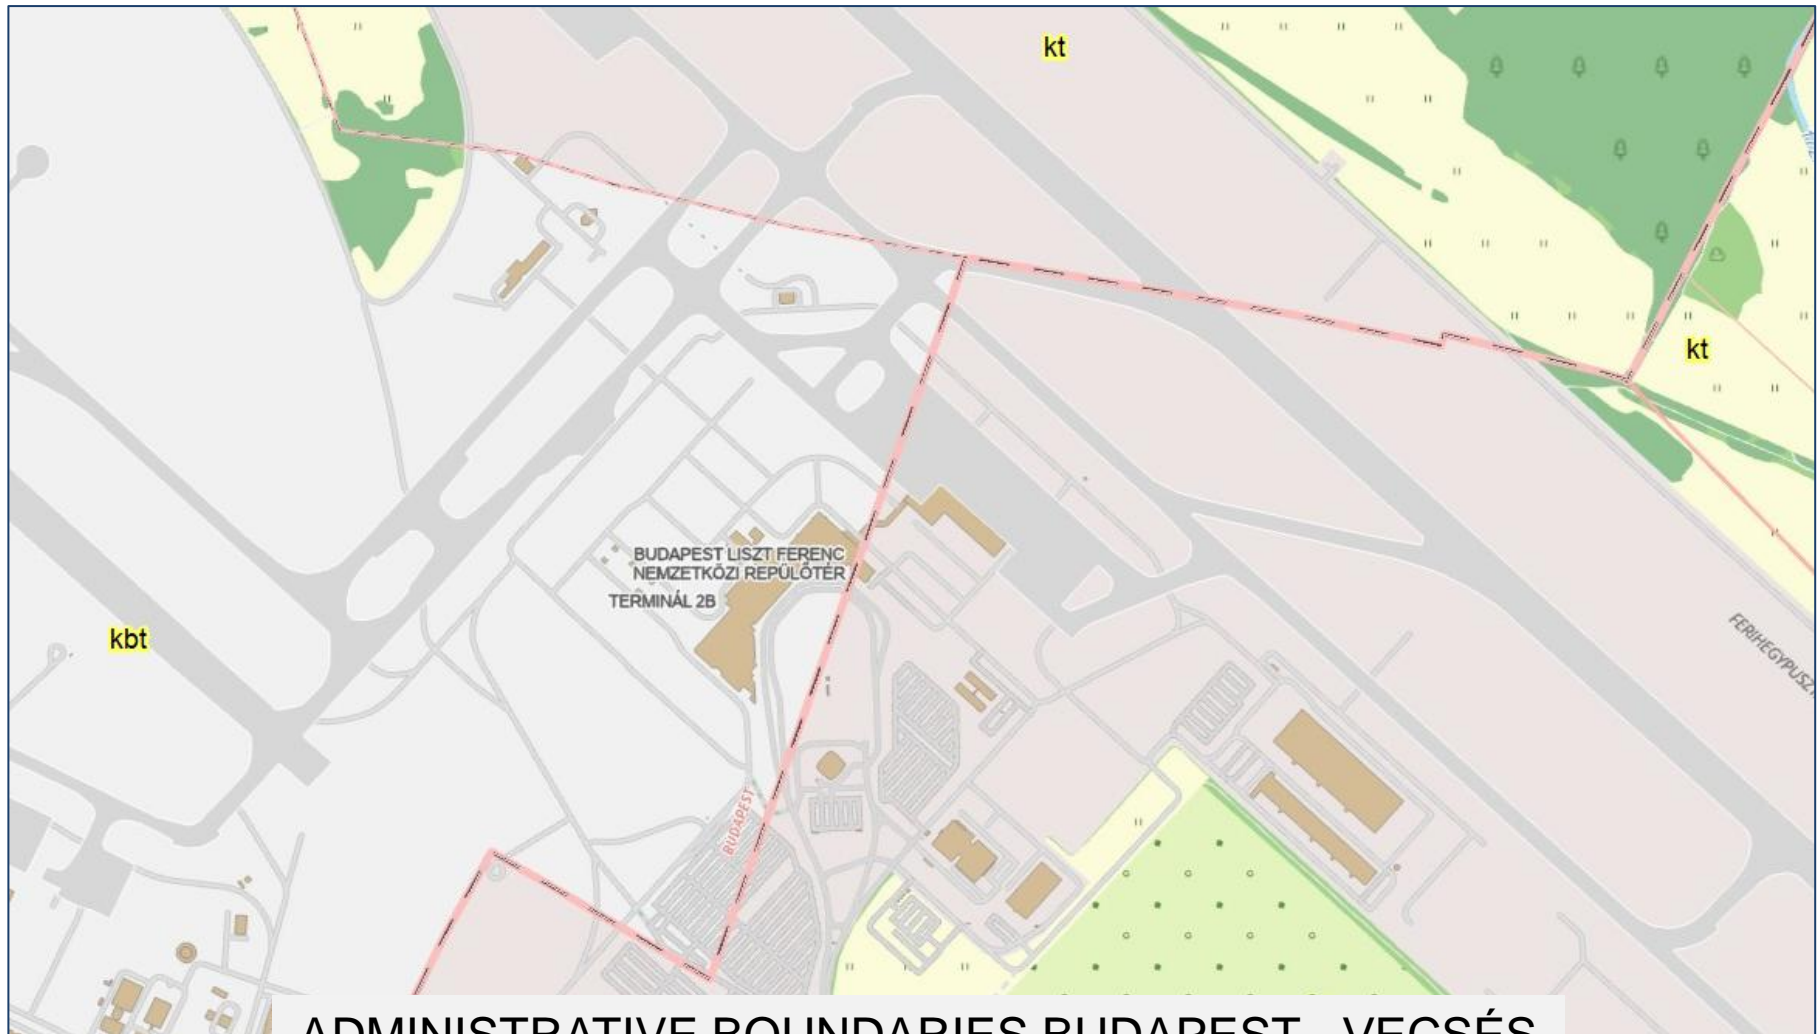 kt
kt
BUDAPEST LISZT FERENC
NEMZETKÖZI REPÜLŐTÉR
TERMINÁL 2B
kbt
BUDAPEST
ADMINISTRATIVE BOUNDARIES BUDAPEST - VECSÉS